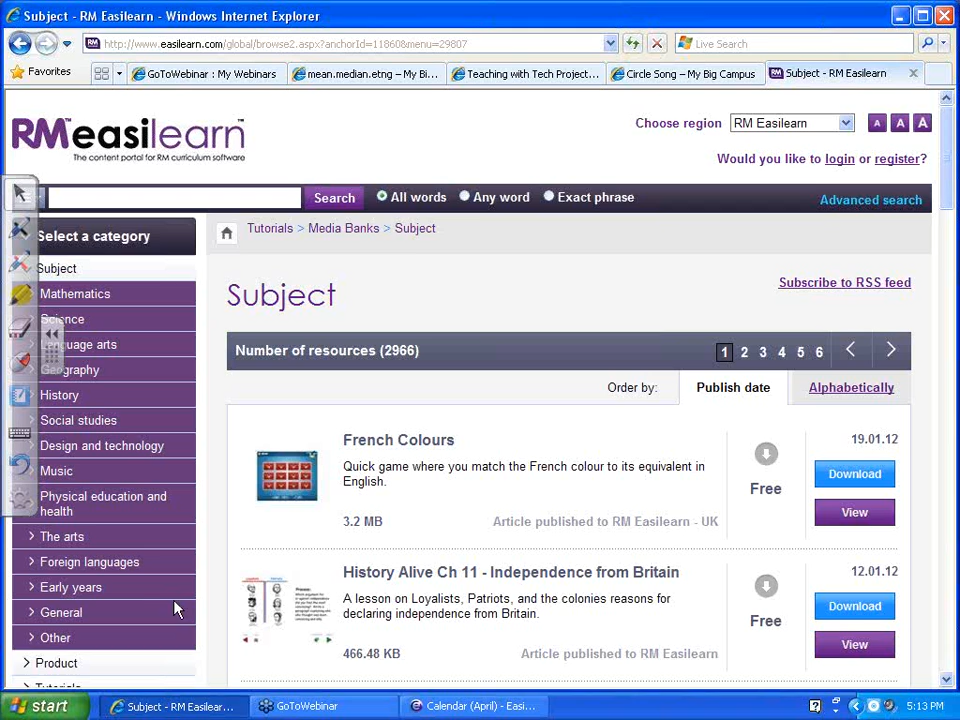 Subject - RM Easilearn - Windows Internet Explorer
http://www.easilearn.com/global/browse2.aspx?anchorId=11860&menu=29807
Live Search
Favorites
GoToWebinar : My Webinars
mean.median.etng – My Bi...
Teaching with Tech Project...
Circle Song – My Big Campus
Subject - RM Easilearn
RM easilearn
The content portal for RM curriculum software
Choose region
RM Easilearn
A A A
Would you like to login or register?
Search
All words
Any word
Exact phrase
Advanced search
Select a category
Tutorials > Media Banks > Subject
Subject
Mathematics
Science
Language arts
Geography
History
Social studies
Design and technology
Music
Physical education and
health
The arts
Foreign languages
Early years
General
Other
Product
Tutorials
Subject
Subscribe to RSS feed
Number of resources (2966)
1 2 3 4 5 6
Order by:
Publish date
Alphabetically
French Colours
19.01.12
Quick game where you match the French colour to its equivalent in
English.
Free
Download
View
3.2 MB
Article published to RM Easilearn - UK
History Alive Ch 11 - Independence from Britain
12.01.12
A lesson on Loyalists, Patriots, and the colonies reasons for
declaring independence from Britain.
Free
Download
View
466.48 KB
Article published to RM Easilearn
start
Subject - RM Easilear...
GoToWebinar
Calendar (April) - Easi...
5:13 PM